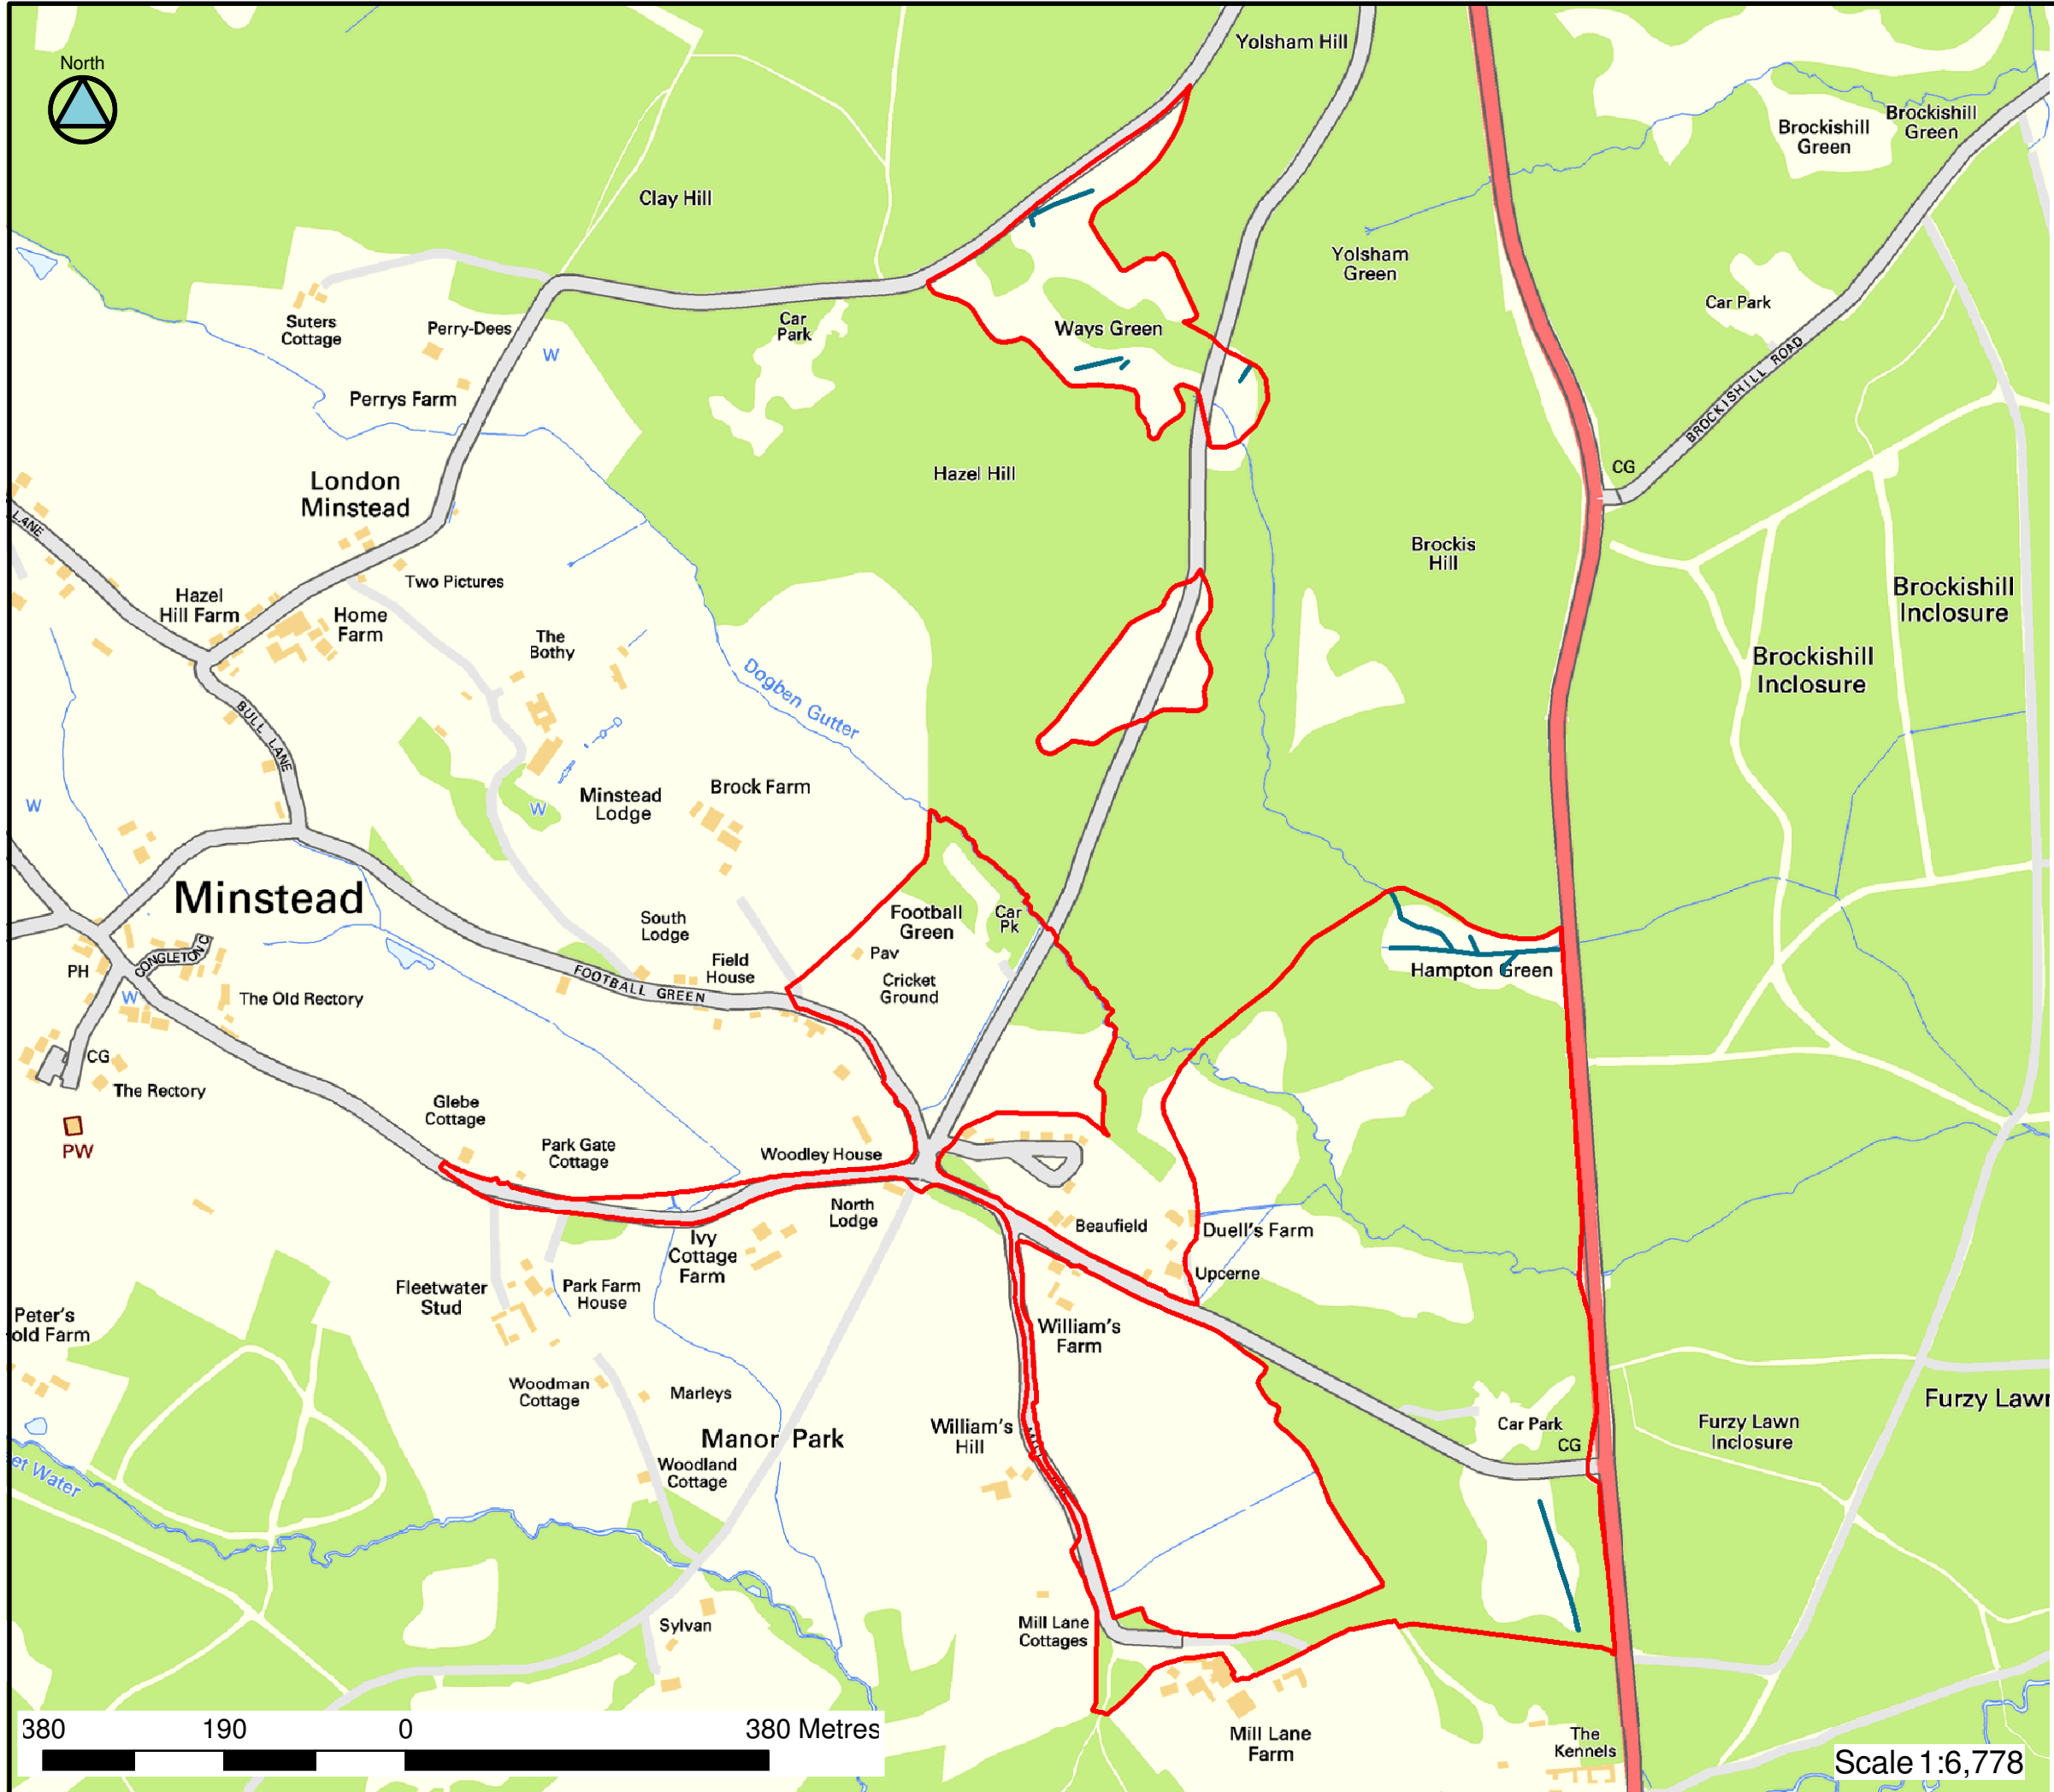 North
Yolsham Hill
Brockishill
Green
Brockishill
Green
Clay Hill
Yolsham
Green
Car Park
Suters
Cottage
Perry-Dees
Car
Park
Ways Green
W
BROCKISHILL ROAD
Perrys Farm
CG
London
Minstead
Hazel Hill
LANE
Brockis
Hill
Two Pictures
Hazel
Hill Farm
Home
Farm
Brockishill
Inclosure
The
Bothy
Brockishill
Inclosure
Dogben Gutter
BULL LANE
W
Minstead
Lodge
Brock Farm
W
Minstead
South
Lodge
Football
Green
Car
Pk
Pav
Field
House
Cricket
Ground
Hampton Green
PH
CONGLETON C
FOOTBALL GREEN
W
The Old Rectory
CG
The Rectory
Glebe
Cottage
PW
Park Gate
Cottage
Woodley House
North
Lodge
Beaufield
Duell's Farm
Ivy
Cottage
Farm
Upcerne
Fleetwater
Stud
Park Farm
House
Peter's
old Farm
William's
Farm
Woodman
Cottage
Marleys
Furzy Lawn
Car Park
Furzy Lawn
Inclosure
William's
Hill
Manor Park
CG
et Water
Woodland
Cottage
Sylvan
Mill Lane
Cottages
380 190 0 380 Metres
Mill Lane
Farm
The
Kennels
Scale 1:6,778